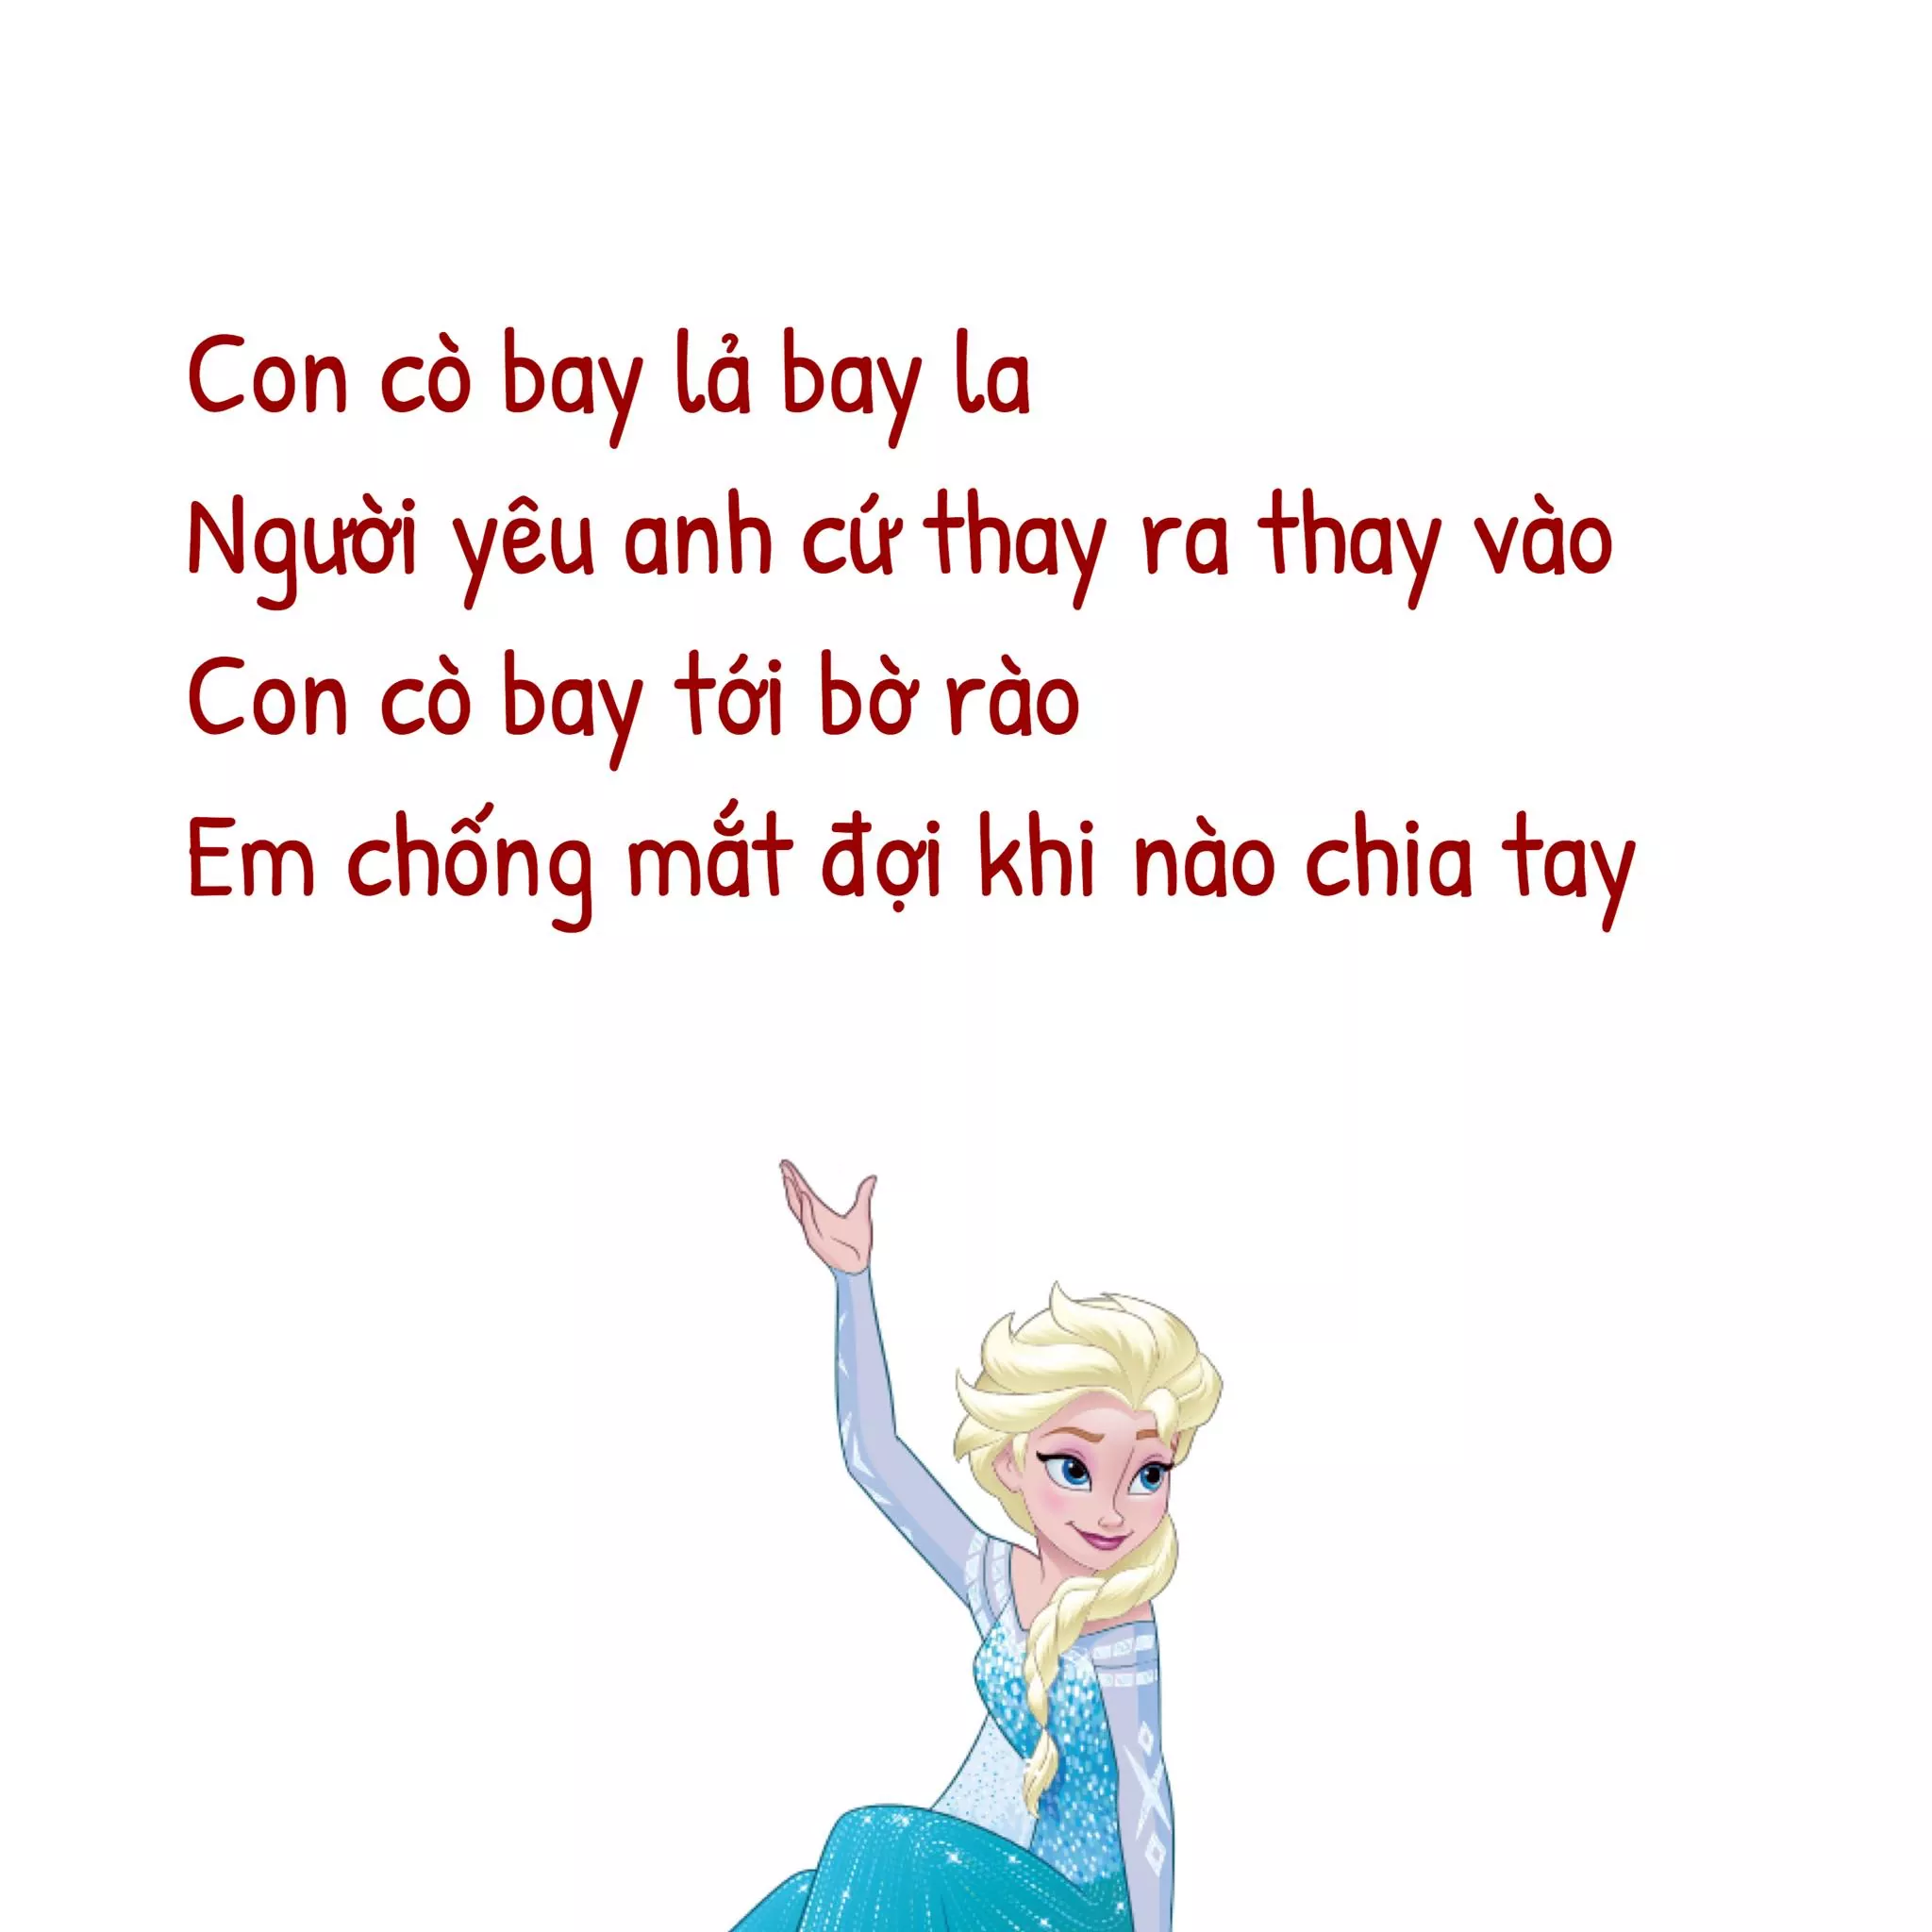 Con cò bay lả bay la
Người yêu anh cứ thay ra thay vào
Con cò bay tới bờ rào
Em chống mắt đợi khi nào chia tay